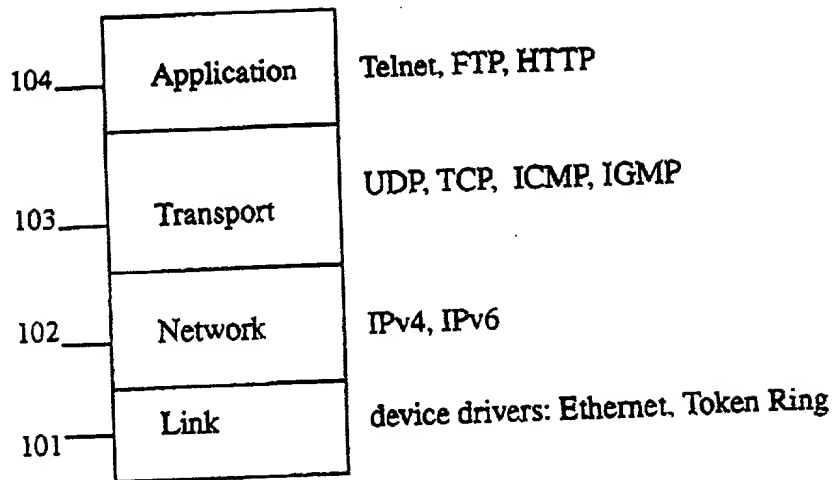 104 Application Telnet, FTP, HTTP
103 Transport UDP, TCP, ICMP, IGMP
102 Network IPv4, IPv6
101 Link device drivers: Ethernet, Token Ring